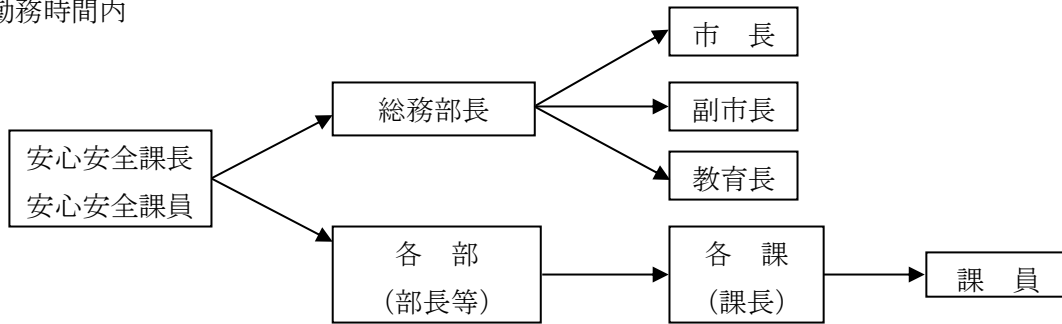 勤務時間内
市　長
総務部長
副市長
安心安全課長
安心安全課員
教育長
各　部
（部長等）
各　課
（課長）
課　員